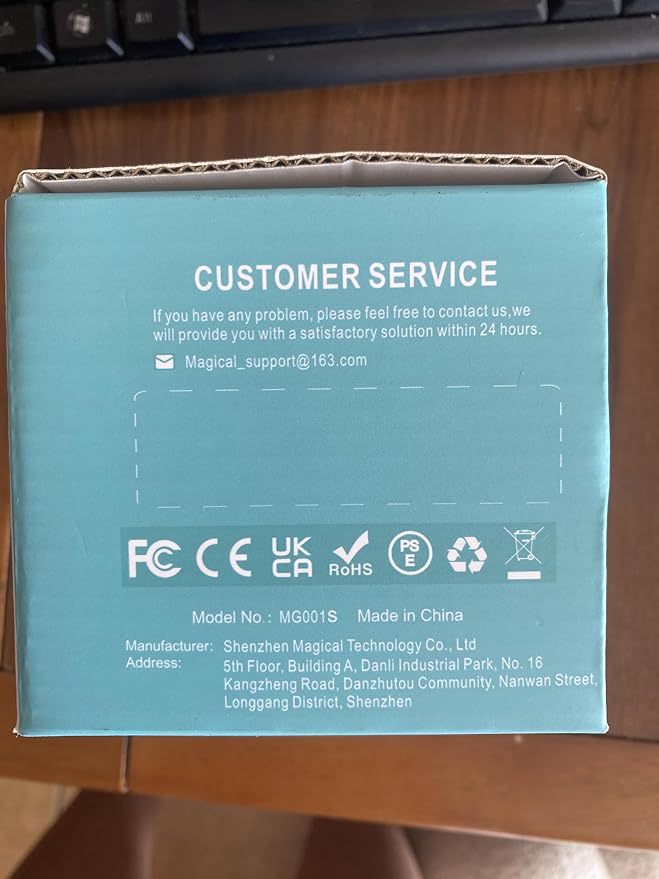 CUSTOMER SERVICE
If you have any problem, please feel free to contact us,we
will provide you with a satisfactory solution within 24 hours.
Magical_support@163.com
FC CE UK CA RoHS PS E
Model No.: MG001S Made in China
Manufacturer: Shenzhen Magical Technology Co., Ltd
Address: 5th Floor, Building A, Danli Industrial Park, No. 16
Kangzheng Road, Danzhutou Community, Nanwan Street,
Longgang District, Shenzhen